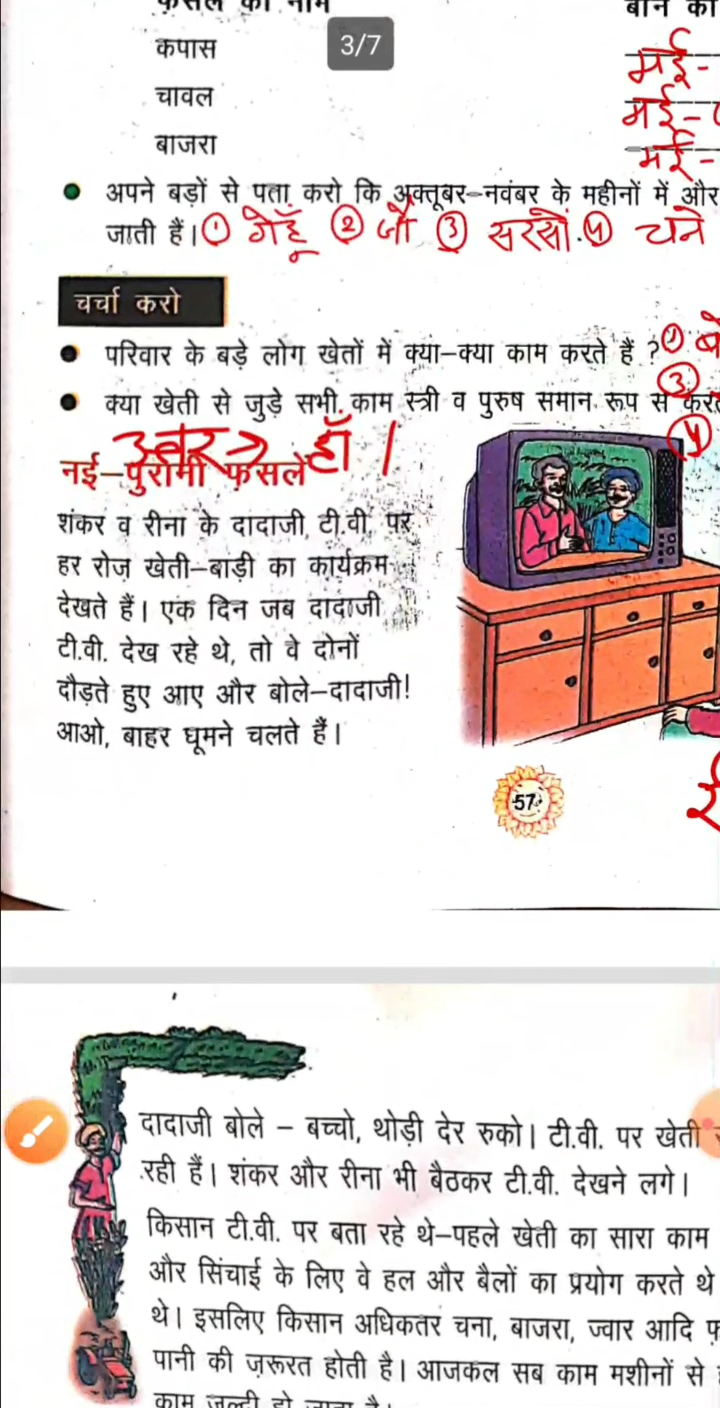 फसल का नाम
3/7
कपास मई-
चावल मई-
बाजरा मई-
अपने बड़ों से पता करो कि अक्तूबर-नवंबर के महीनों में और
जाती हैं। ① गेहूँ ② जौ ③ सरसों ④ चने
चर्चा करो
परिवार के बड़े लोग खेतों में क्या-क्या काम करते हैं ? ①
③
क्या खेती से जुड़े सभी काम स्त्री व पुरुष समान रूप से
उत्तर → हाँ।
नई-पुरानी फसलें
शंकर व रीना के दादाजी टी.वी. पर
हर रोज़ खेती-बाड़ी का कार्यक्रम
देखते हैं। एक दिन जब दादाजी
टी.वी. देख रहे थे, तो वे दोनों
दौड़ते हुए आए और बोले-दादाजी!
आओ, बाहर घूमने चलते हैं।
57
दादाजी बोले - बच्चो, थोड़ी देर रुको। टी.वी. पर खेती
रही हैं। शंकर और रीना भी बैठकर टी.वी. देखने लगे।
किसान टी.वी. पर बता रहे थे-पहले खेती का सारा काम
और सिंचाई के लिए वे हल और बैलों का प्रयोग करते थे
थे। इसलिए किसान अधिकतर चना, बाजरा, ज्वार आदि
पानी की ज़रूरत होती है। आजकल सब काम मशीनों से
काम जल्दी हो जाता है।